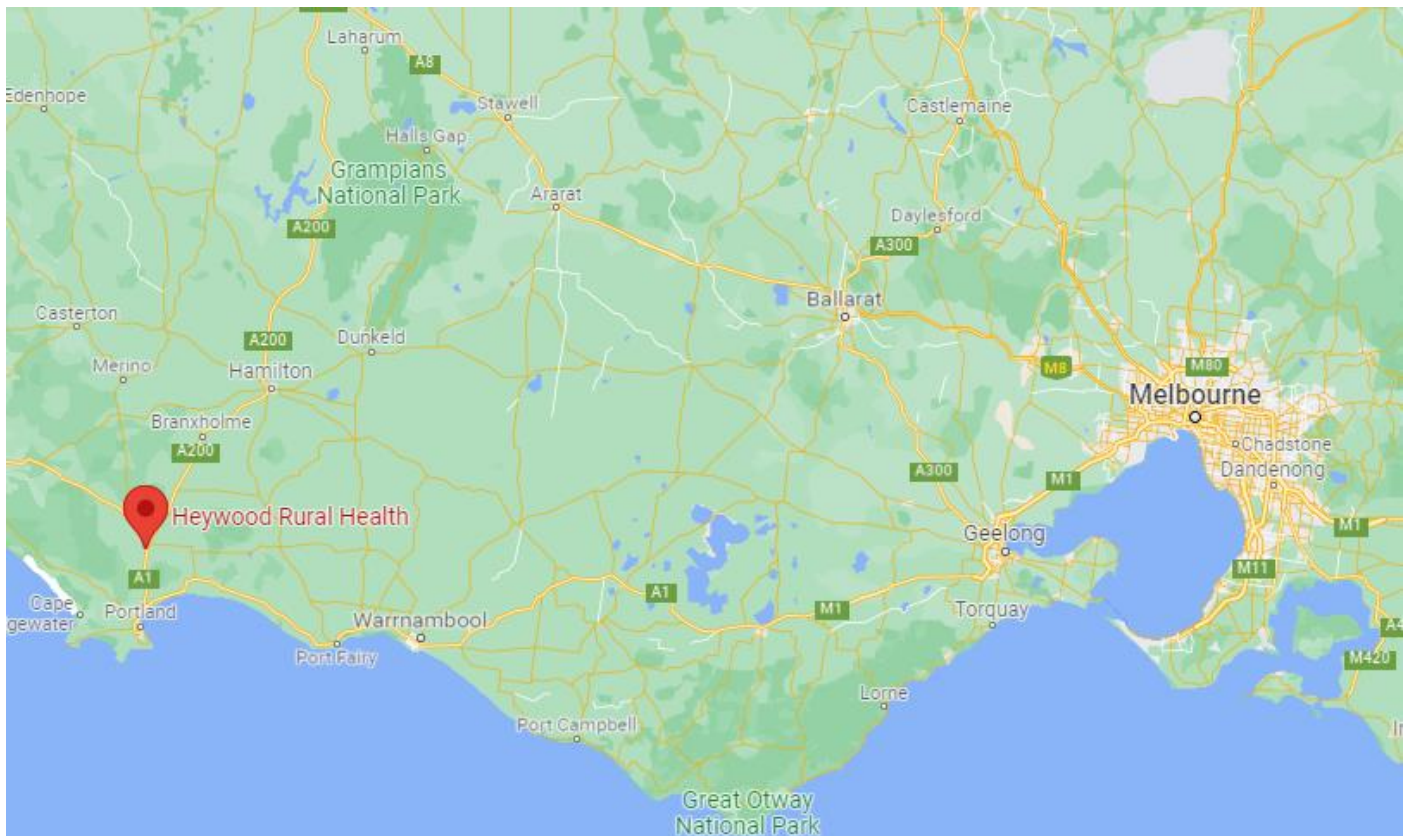 Laharum
A8
Edenhope
Stawell
Castlemaine
Halls Gap
Grampians
National Park
Ararat
Daylesford
A200
A300
Ballarat
Casterton
A200
Dunkeld
Merino
Hamilton
M8
M80
Melbourne
Branxholme
A200
Chadstone
Dandenong
A300
M1
Heywood Rural Health
M1
Geelong
A1
M11
A1
Cape
gewater
Portland
M1
Torquay
Warrnambool
Port Fairy
M420
Lorne
Port Campbell
Great Otway
National Park